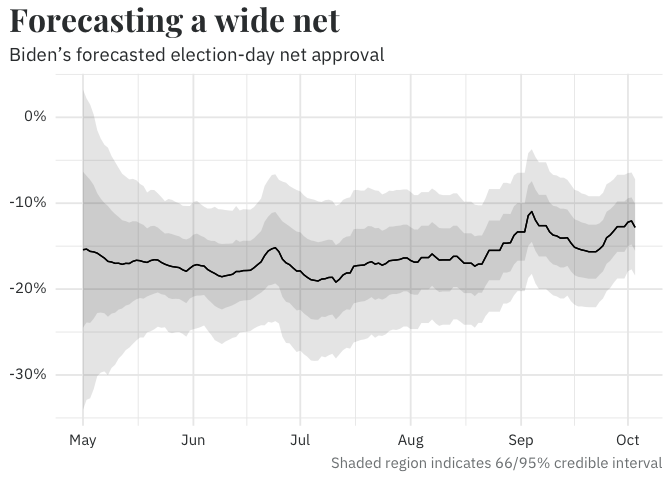 Forecasting a wide net
Biden’s forecasted election-day net approval
0%
-10%
-20%
-30%
May Jun Jul Aug Sep Oct
Shaded region indicates 66/95% credible interval